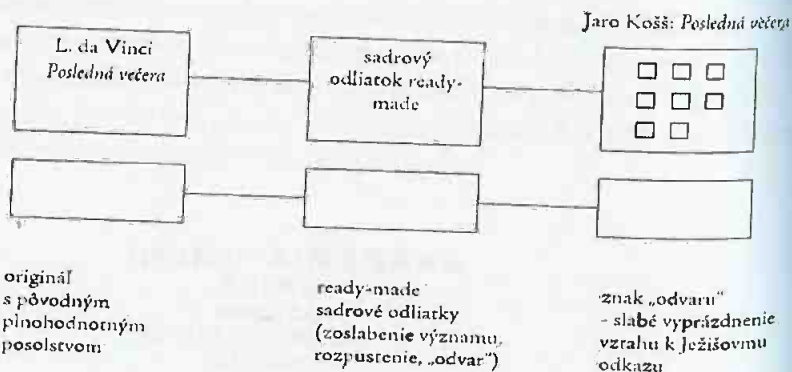 Jaro Košš: Posledná večera
L. da Vinci
Posledná večera
sadrový
odliatok ready-
made
originál
s pôvodným
plnohodnotným
posolstvom
ready-made
sadrové odliatky
(zoslabenie významu,
rozpustenie, „odvar“)
znak „odvaru“
- slabé vyprázdnenie
vzťahu k Ježišovmu
odkazu